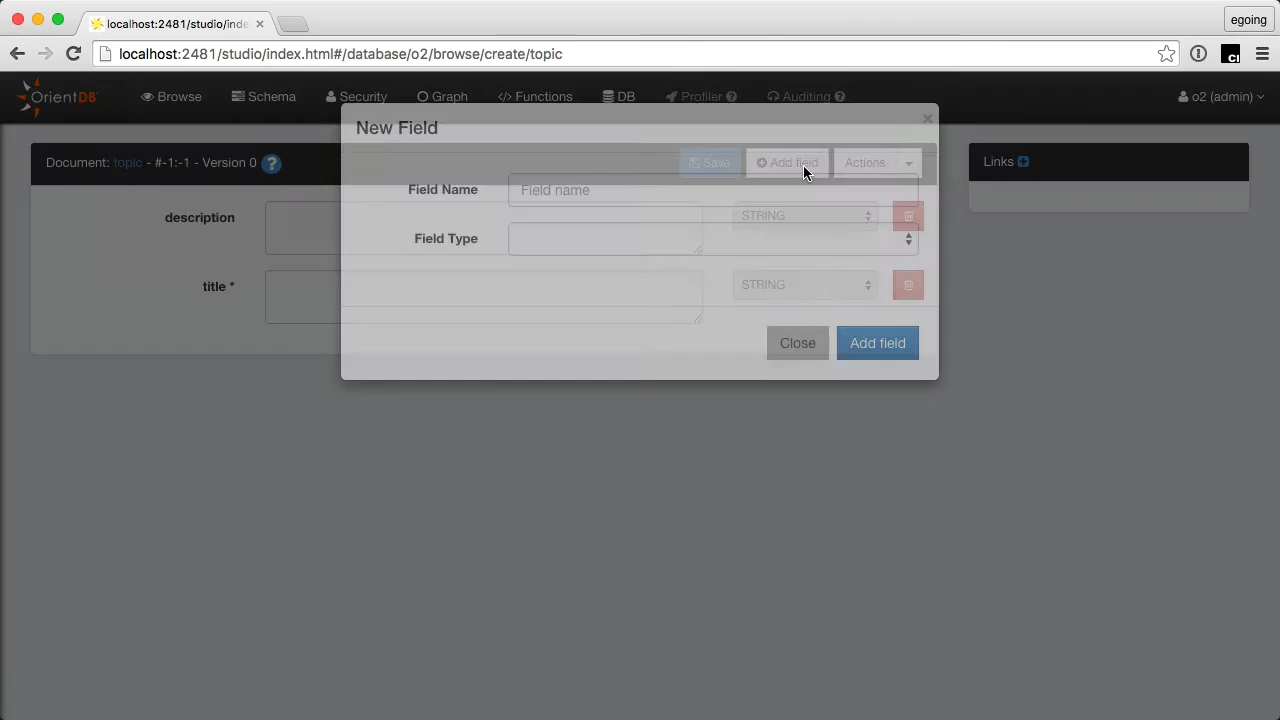 localhost:2481/studio/inde
egoing
localhost:2481/studio/index.html#/database/o2/browse/create/topic
OrientDB
Browse
Schema
Security
Graph
Functions
DB
Profiler
Auditing
o2 (admin)
New Field
×
Document: topic - #-1:-1 - Version 0
Save
Add field
Actions
Links
Field Name
Field name
description
STRING
Field Type
title *
STRING
Close
Add field